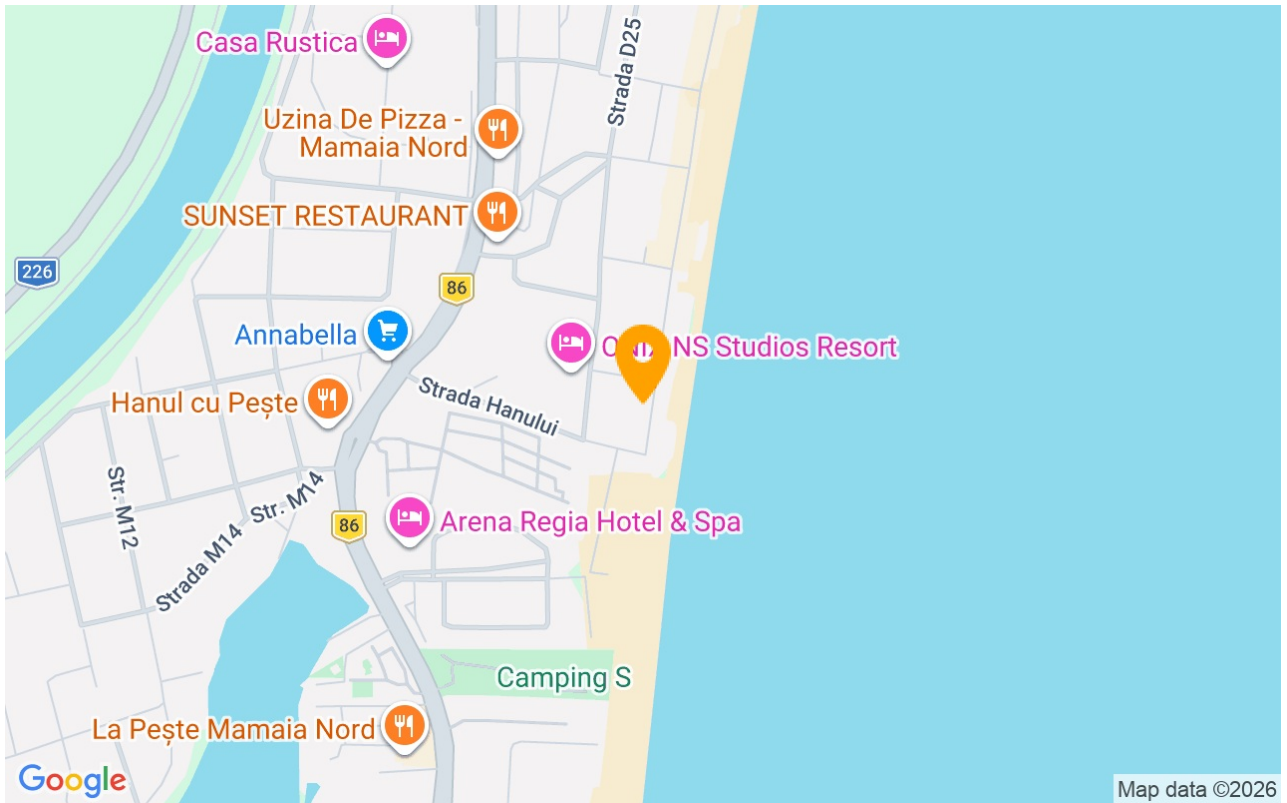 Casa Rustica
Strada D25
Uzina De Pizza -
Mamaia Nord
SUNSET RESTAURANT
226
86
Annabella
NS Studios Resort
Strada Hanului
Hanul cu Pește
Str. M12
Str. M14
Strada M14
86
Arena Regia Hotel & Spa
Camping S
La Pește Mamaia Nord
Google
Map data ©2026